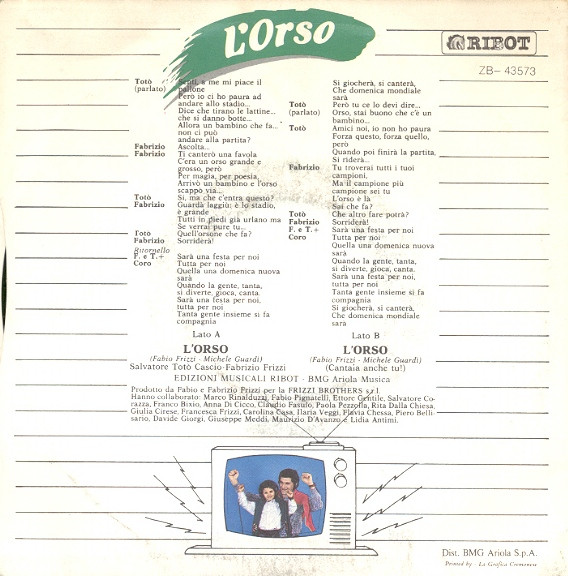 L'Orso
RIBOT
ZB- 43573
Totò
(parlato)
Senti, a me mi piace il
pallone
Però io ci ho paura ad
andare allo stadio...
Dice che tirano le lattine...
che si danno botte...
Allora un bambino che fa...
non ci può
andare alla partita?
Fabrizio Ascolta...
Fabrizio Ti canterò una favola
C'era un orso grande e
grosso, però
Per magia, per poesia,
Arrivò un bambino e l'orso
scappò via...
Totò Sì, ma che c'entra questo?
Fabrizio Guarda laggiù: è lo stadio,
è grande
Tutti in piedi già urlano ma
Se verrai pure tu...
Toto Quell'orsone che fa?
Fabrizio Sorriderà!
Ritornello
F. e T.+ Sarà una festa per noi
Coro Tutta per noi
Quella una domenica nuova
sarà
Quando la gente, tanta,
si diverte, gioca, canta.
Sarà una festa per noi,
tutta per noi
Tanta gente insieme si fa
compagnia
Si giocherà, si canterà,
Che domenica mondiale
sarà
Totò Però tu ce lo devi dire...
(parlato) Orso, stai buono che c'è un
bambino...
Totò Amici noi, io non ho paura
Forza questo, forza quello,
però
Quando poi finirà la partita,
Si riderà...
Fabrizio Tu troverai tutti i tuoi
campioni,
Ma il campione più
campione sei tu
L'orso è là
Sai che fa?
Totò Che altro fare potrà?
Fabrizio Sorriderà!
F. e T.+ Sarà una festa per noi
Coro Tutta per noi
Quella una domenica nuova
sarà
Quando la gente, tanta,
si diverte, gioca, canta.
Sarà una festa per noi,
tutta per noi
Tanta gente insieme si fa
compagnia
Si giocherà, si canterà,
Che domenica mondiale
sarà
Lato A
L'ORSO
(Fabio Frizzi - Michele Guardì)
Salvatore Totò Cascio-Fabrizio Frizzi
Lato B
L'ORSO
(Fabio Frizzi - Michele Guardì)
(Cantaia anche tu!)
EDIZIONI MUSICALI RIBOT - BMG Ariola Musica
Prodotto da Fabio e Fabrizio Frizzi per la FRIZZI BROTHERS s.r.l.
Hanno collaborato: Marco Rinalduzzi, Fabio Pignatelli, Ettore Gentile, Salvatore Co-
razza, Franco Bixio, Anna Di Cicco, Claudio Fasulo, Paola Pezzolla, Rita Dalla Chiesa,
Giulia Cirese, Francesca Frizzi, Carolina Casa, Ilaria Veggi, Flavia Chessa, Piero Belli-
sario, Davide Giorgi, Giuseppe Meddi, Maurizio D'Avanzo e Lidia Antimi.
Dist. BMG Ariola S.p.A.
Printed by - La Grafica Cremonese